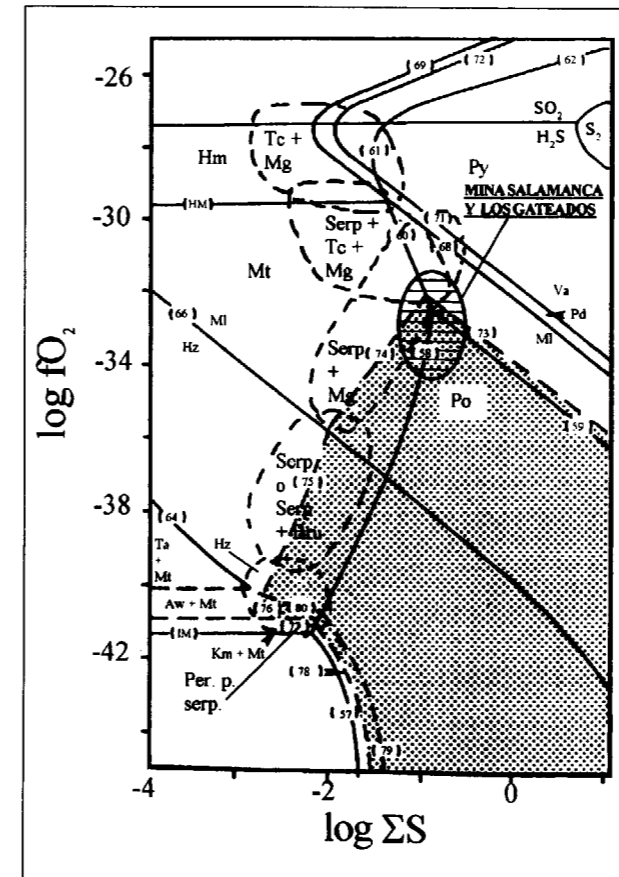 -25
-30
-34
-38
-42
log fO₂
-4
-2
0
log ΣS
{ 69 }
{ 72 }
{ 62 }
SO₂
H₂S
S₂
Hm
Tc +
Mg
{ 61 }
Py
MINA SALAMANCA
Y LOS GATEADOS
{HM}
Serp +
Tc +
Mg
{ 60 }
{ 71 }
{ 68 }
Mt
Va
Pd
Ml
{ 66 }
Ml
Hz
{ 74 }
{ 58 }
{ 73 }
Serp
+
Mg
Po
{ 59 }
Serp
o
{ 75 }
Serp
+ Bru
{ 64 }
Ta
+
Mt
Hz
Aw + Mt
{ 76 }
{ 80 }
{IM}
Km + Mt
Per. p.
serp.
{ 78 }
{ 57 }
{ 79 }